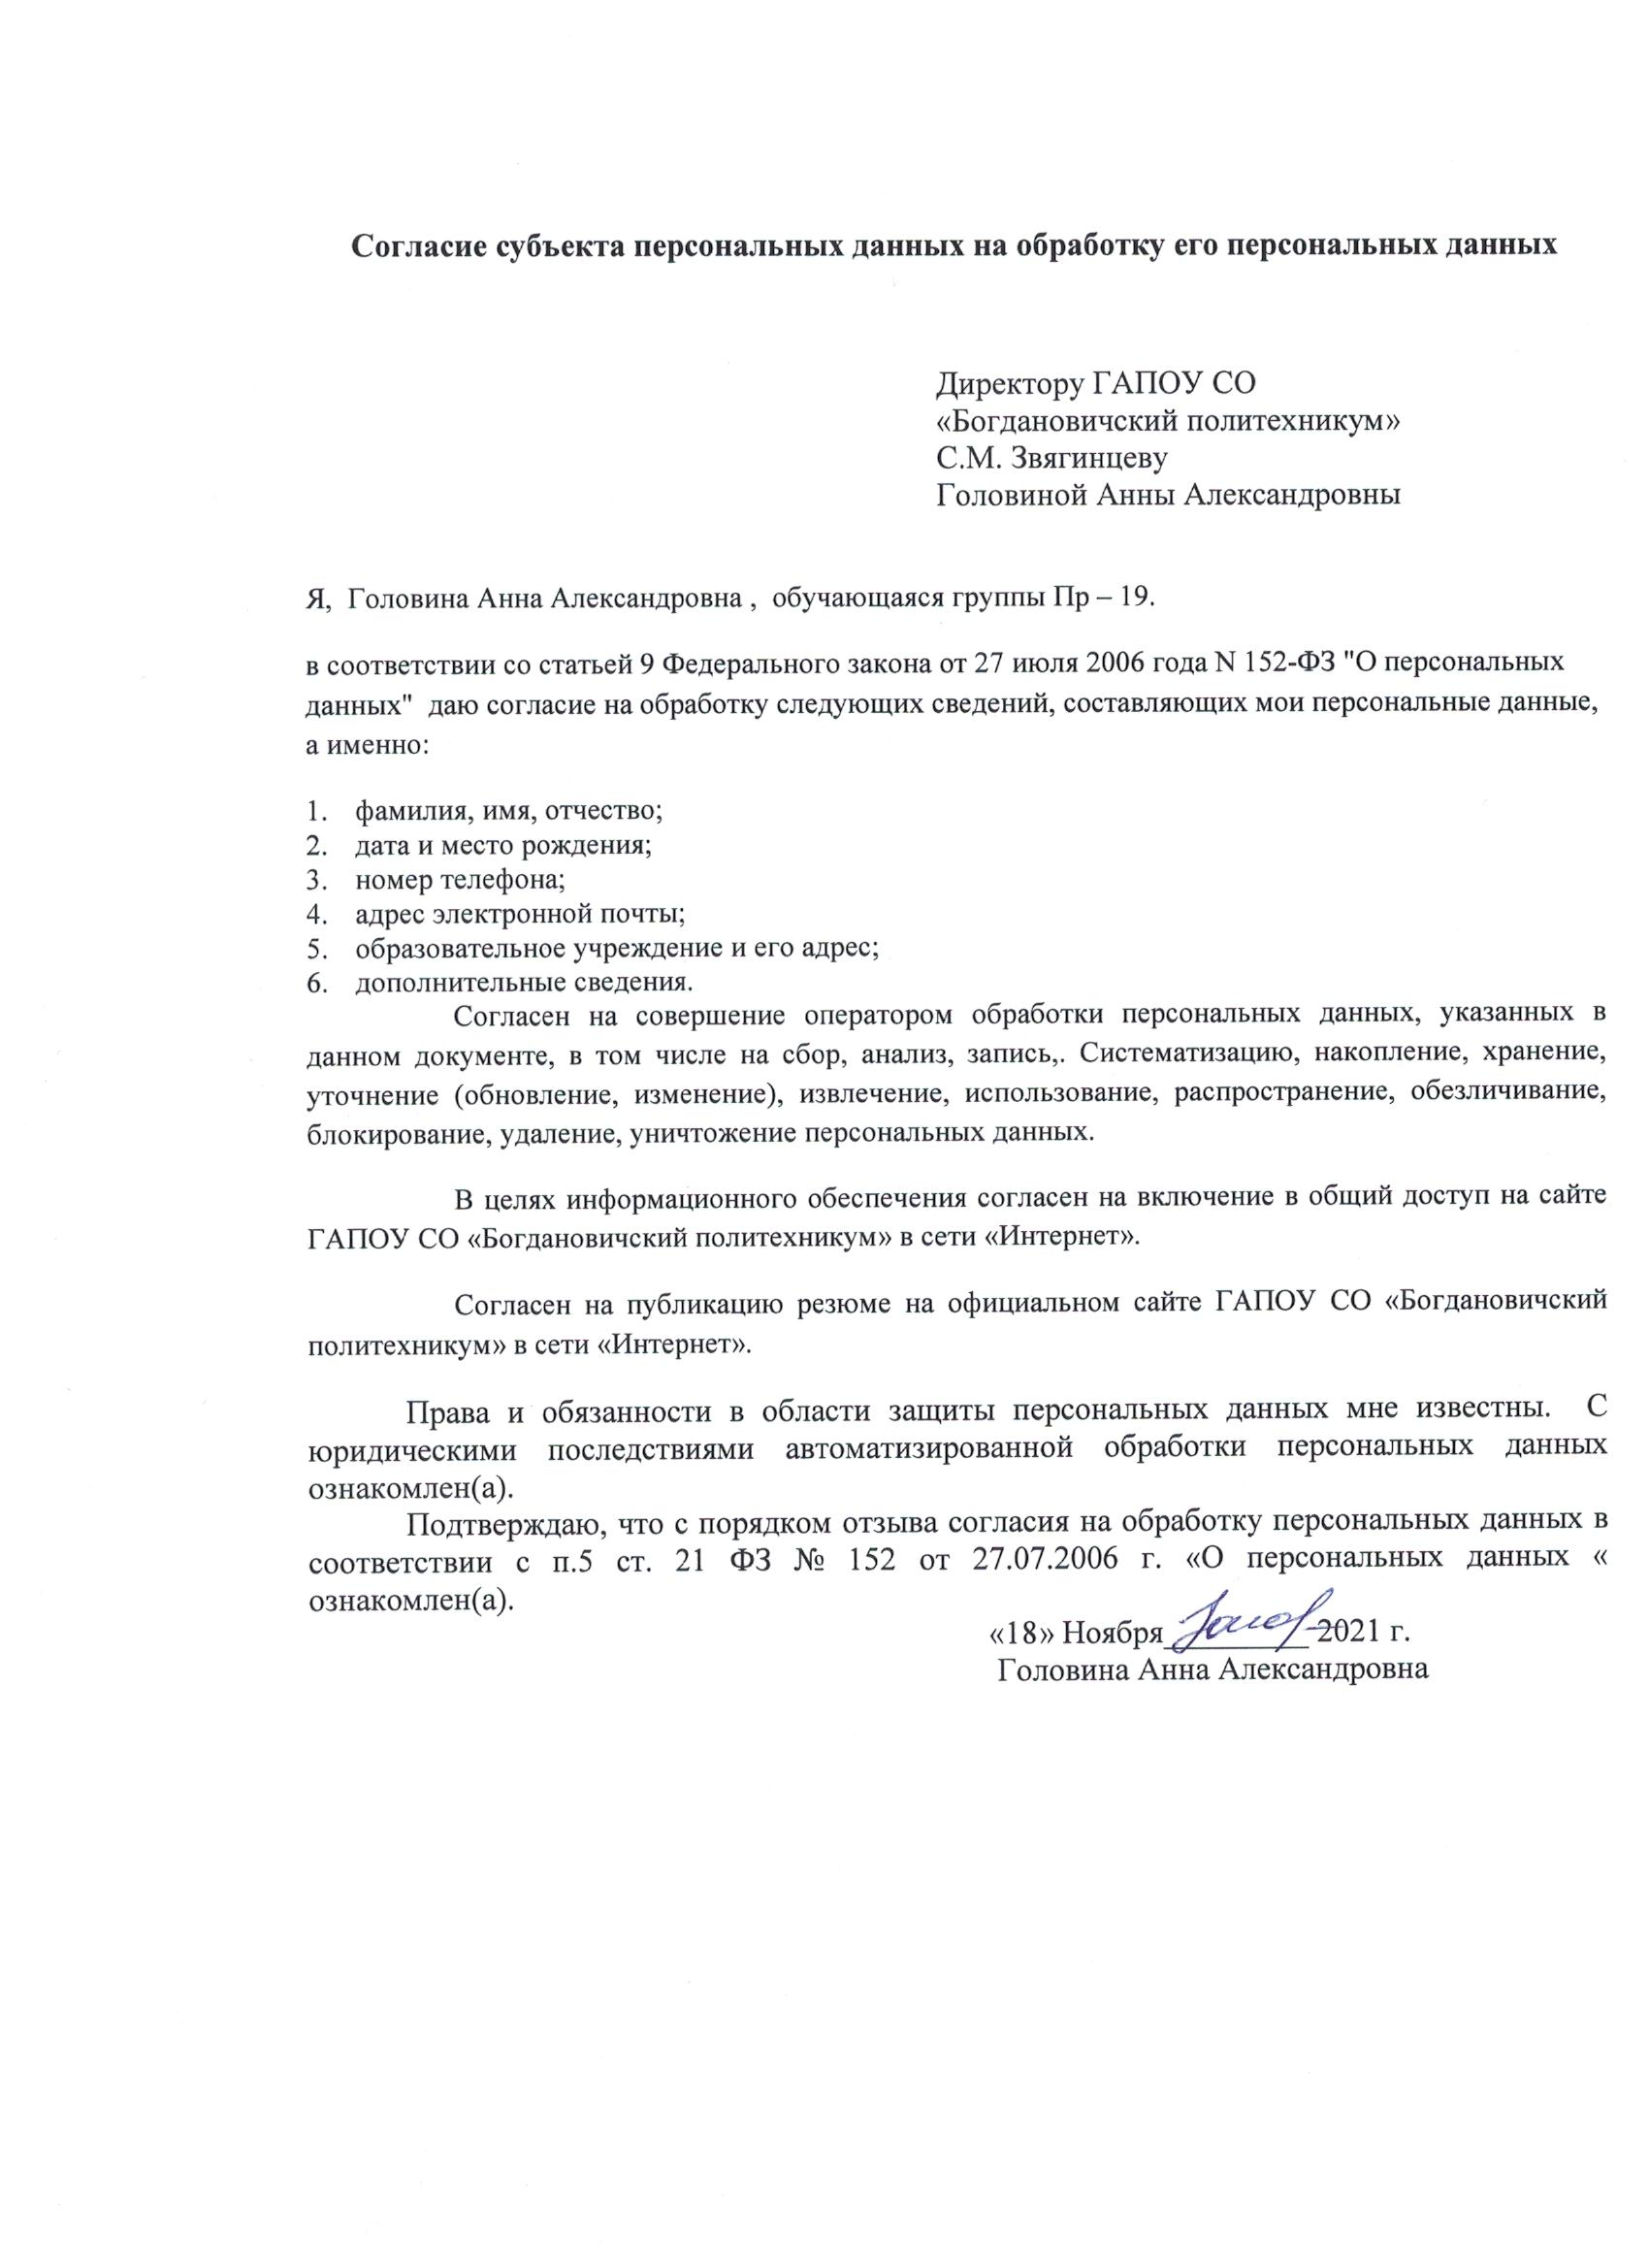 Согласие субъекта персональных данных на обработку его персональных данных
Директору ГАПОУ СО
«Богдановичский политехникум»
С.М. Звягинцеву
Головиной Анны Александровны
Я,  Головина Анна Александровна ,  обучающаяся группы Пр – 19.
в соответствии со статьей 9 Федерального закона от 27 июля 2006 года N 152-ФЗ "О персональных
данных"  даю согласие на обработку следующих сведений, составляющих мои персональные данные,
а именно:
1. фамилия, имя, отчество;
2. дата и место рождения;
3. номер телефона;
4. адрес электронной почты;
5. образовательное учреждение и его адрес;
6. дополнительные сведения.
Согласен на совершение оператором обработки персональных данных, указанных в
данном документе, в том числе на сбор, анализ, запись,. Систематизацию, накопление, хранение,
уточнение (обновление, изменение), извлечение, использование, распространение, обезличивание,
блокирование, удаление, уничтожение персональных данных.
В целях информационного обеспечения согласен на включение в общий доступ на сайте
ГАПОУ СО «Богдановичский политехникум» в сети «Интернет».
Согласен на публикацию резюме на официальном сайте ГАПОУ СО «Богдановичский
политехникум» в сети «Интернет».
Права и обязанности в области защиты персональных данных мне известны.  С
юридическими последствиями автоматизированной обработки персональных данных
ознакомлен(а).
Подтверждаю, что с порядком отзыва согласия на обработку персональных данных в
соответствии с п.5 ст. 21 ФЗ № 152 от 27.07.2006 г. «О персональных данных «
ознакомлен(а).
«18» Ноября_________ 2021 г.
Головина Анна Александровна